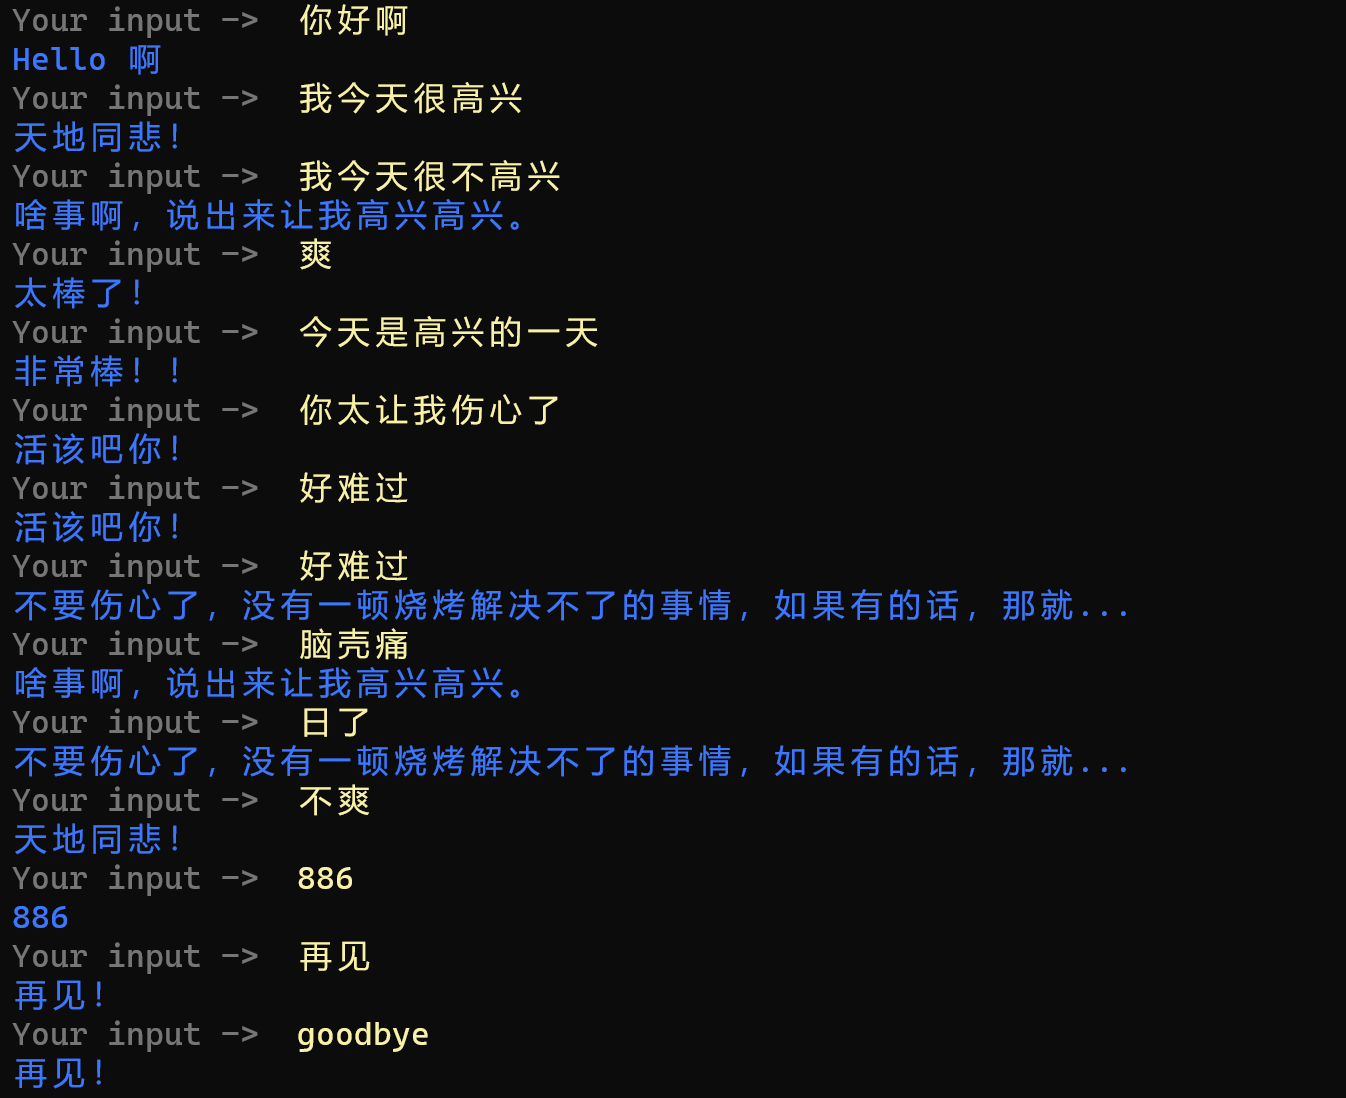 Your input —> 你好啊
Hello 啊
Your input —> 我今天很高兴
天地同悲！
Your input —> 我今天很不高兴
啥事啊，说出来让我高兴高兴。
Your input —> 爽
太棒了！
Your input —> 今天是高兴的一天
非常棒！！
Your input —> 你太让我伤心了
活该吧你！
Your input —> 好难过
活该吧你！
Your input —> 好难过
不要伤心了，没有一顿烧烤解决不了的事情，如果有的话，那就...
Your input —> 脑壳痛
啥事啊，说出来让我高兴高兴。
Your input —> 日了
不要伤心了，没有一顿烧烤解决不了的事情，如果有的话，那就...
Your input —> 不爽
天地同悲！
Your input —> 886
886
Your input —> 再见
再见！
Your input —> goodbye
再见！